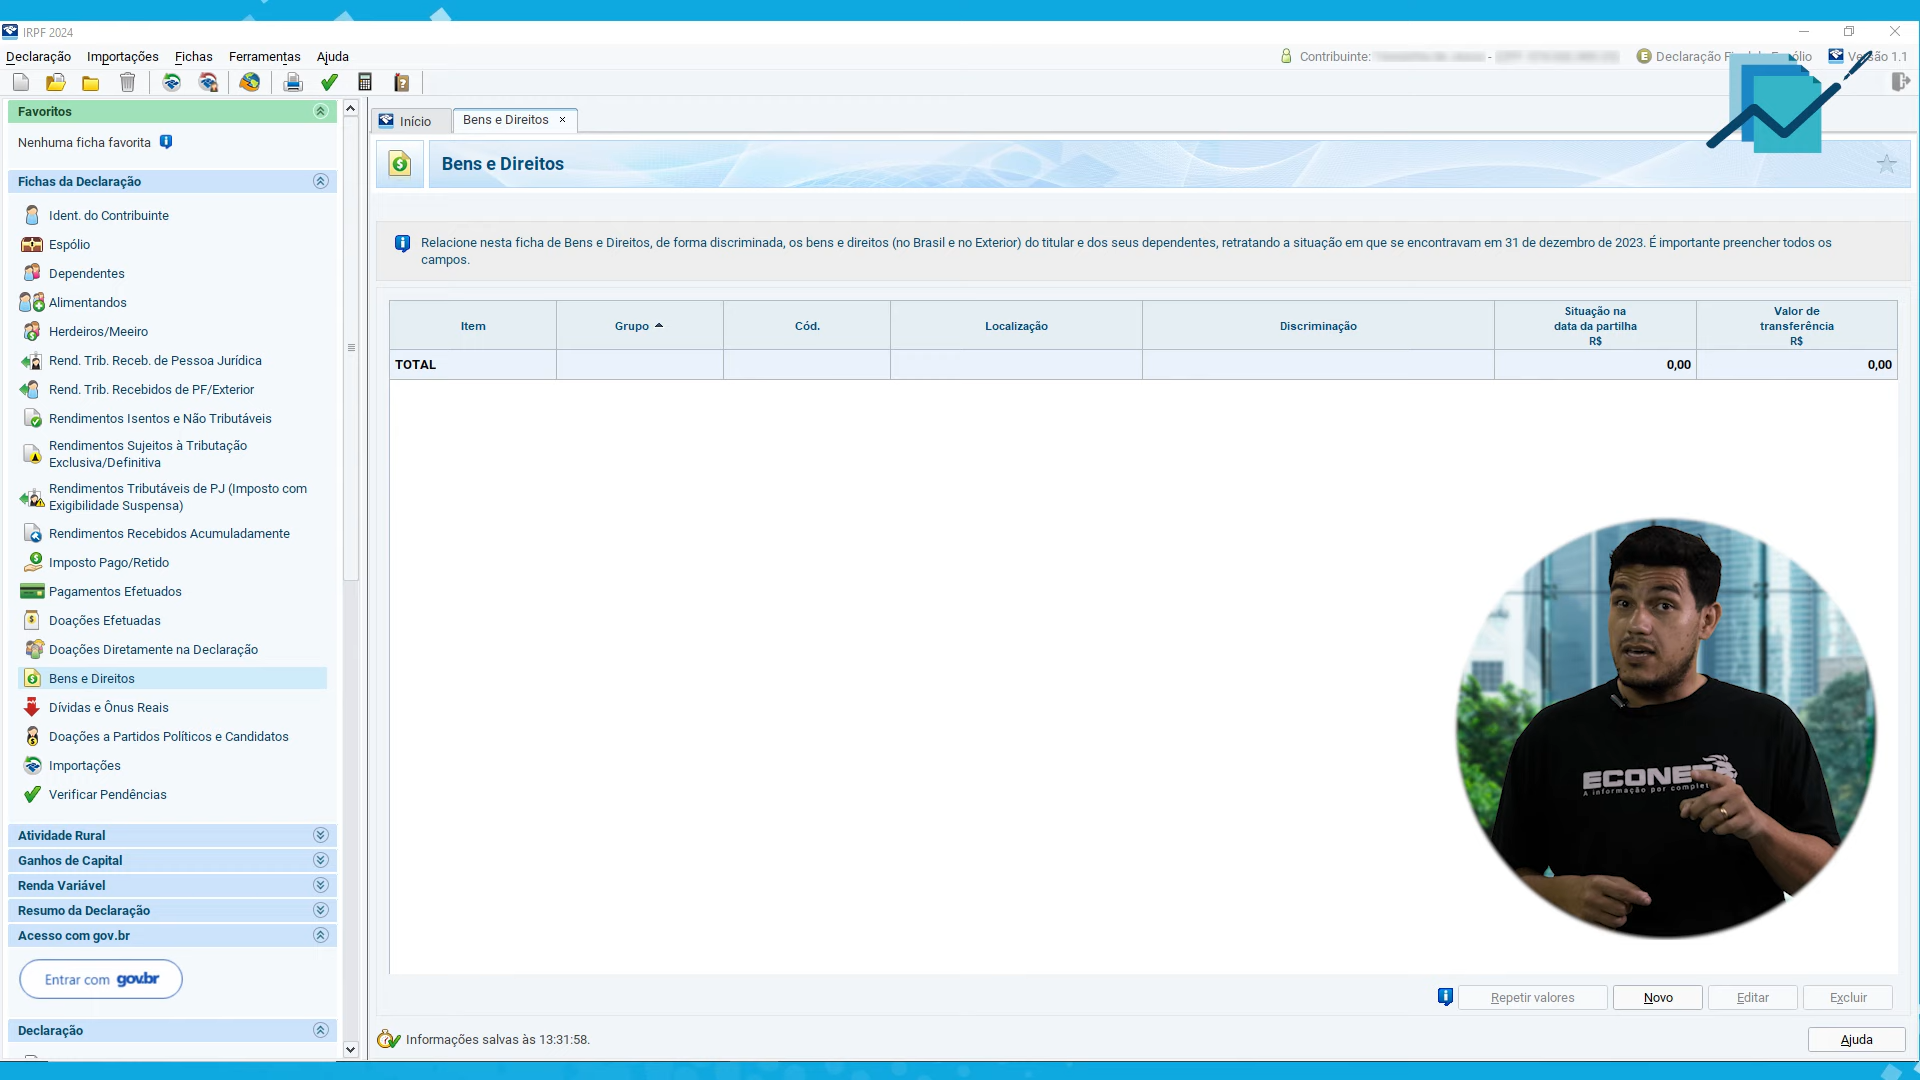 IRPF 2024
Declaração Importações Fichas Ferramentas Ajuda
Contribuinte: -
Declaração
Versão 1.1
Favoritos
Nenhuma ficha favorita
Fichas da Declaração
Ident. do Contribuinte
Espólio
Dependentes
Alimentandos
Herdeiros/Meeiro
Rend. Trib. Receb. de Pessoa Jurídica
Rend. Trib. Recebidos de PF/Exterior
Rendimentos Isentos e Não Tributáveis
Rendimentos Sujeitos à Tributação
Exclusiva/Definitiva
Rendimentos Tributáveis de PJ (Imposto com
Exigibilidade Suspensa)
Rendimentos Recebidos Acumuladamente
Imposto Pago/Retido
Pagamentos Efetuados
Doações Efetuadas
Doações Diretamente na Declaração
Bens e Direitos
Dívidas e Ônus Reais
Doações a Partidos Políticos e Candidatos
Importações
Verificar Pendências
Atividade Rural
Ganhos de Capital
Renda Variável
Resumo da Declaração
Acesso com gov.br
Entrar com gov.br
Declaração
Início
Bens e Direitos ×
Bens e Direitos
Relacione nesta ficha de Bens e Direitos, de forma discriminada, os bens e direitos (no Brasil e no Exterior) do titular e dos seus dependentes, retratando a situação em que se encontravam em 31 de dezembro de 2023. É importante preencher todos os
campos.
Item
Grupo
Cód.
Localização
Discriminação
Situação na
data da partilha
R$
Valor de
transferência
R$
TOTAL
0,00
0,00
A informação por
Repetir valores
Novo
Editar
Excluir
Informações salvas às 13:31:58.
Ajuda